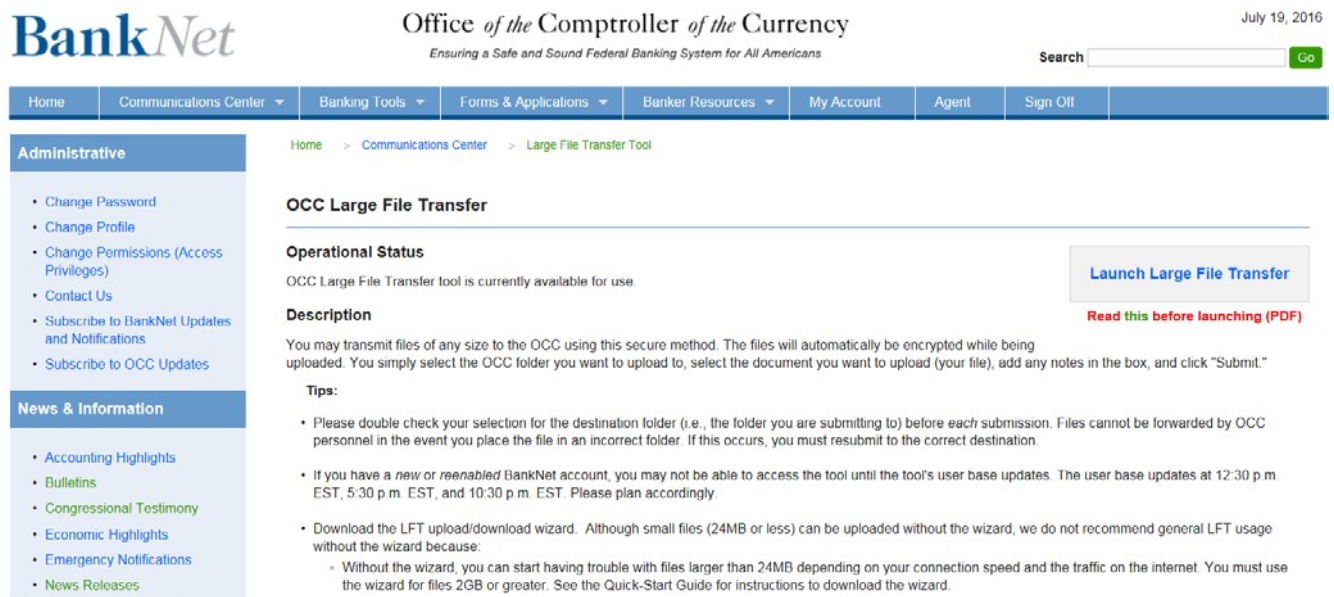 BankNet
Office of the Comptroller of the Currency
Ensuring a Safe and Sound Federal Banking System for All Americans
July 19, 2016
Search
Go
Home Communications Center Banking Tools Forms & Applications Banker Resources My Account Agent Sign Off
Administrative
• Change Password
• Change Profile
• Change Permissions (Access
Privileges)
• Contact Us
• Subscribe to BankNet Updates
and Notifications
• Subscribe to OCC Updates
News & Information
• Accounting Highlights
• Bulletins
• Congressional Testimony
• Economic Highlights
• Emergency Notifications
• News Releases
Home > Communications Center > Large File Transfer Tool
OCC Large File Transfer
Operational Status
OCC Large File Transfer tool is currently available for use.
Launch Large File Transfer
Read this before launching (PDF)
Description
You may transmit files of any size to the OCC using this secure method. The files will automatically be encrypted while being
uploaded. You simply select the OCC folder you want to upload to, select the document you want to upload (your file), add any notes in the box, and click "Submit."
Tips:
• Please double check your selection for the destination folder (i.e., the folder you are submitting to) before each submission. Files cannot be forwarded by OCC
personnel in the event you place the file in an incorrect folder. If this occurs, you must resubmit to the correct destination.
• If you have a new or reenabled BankNet account, you may not be able to access the tool until the tool's user base updates. The user base updates at 12:30 p.m.
EST, 5:30 p.m. EST, and 10:30 p.m. EST. Please plan accordingly.
• Download the LFT upload/download wizard. Although small files (24MB or less) can be uploaded without the wizard, we do not recommend general LFT usage
without the wizard because:
• Without the wizard, you can start having trouble with files larger than 24MB depending on your connection speed and the traffic on the internet. You must use
the wizard for files 2GB or greater. See the Quick-Start Guide for instructions to download the wizard.